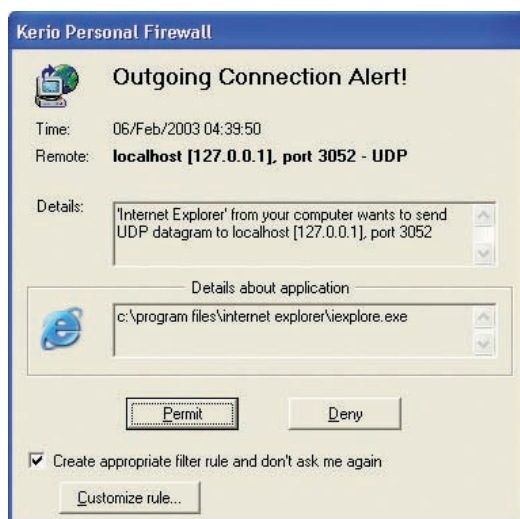 Kerio Personal Firewall
Outgoing Connection Alert!
Time: 06/Feb/2003 04:39:50
Remote: localhost [127.0.0.1], port 3052 - UDP
Details: 'Internet Explorer' from your computer wants to send
UDP datagram to localhost [127.0.0.1], port 3052
Details about application
c:\program files\internet explorer\iexplore.exe
Permit Deny
Create appropriate filter rule and don't ask me again
Customize rule...